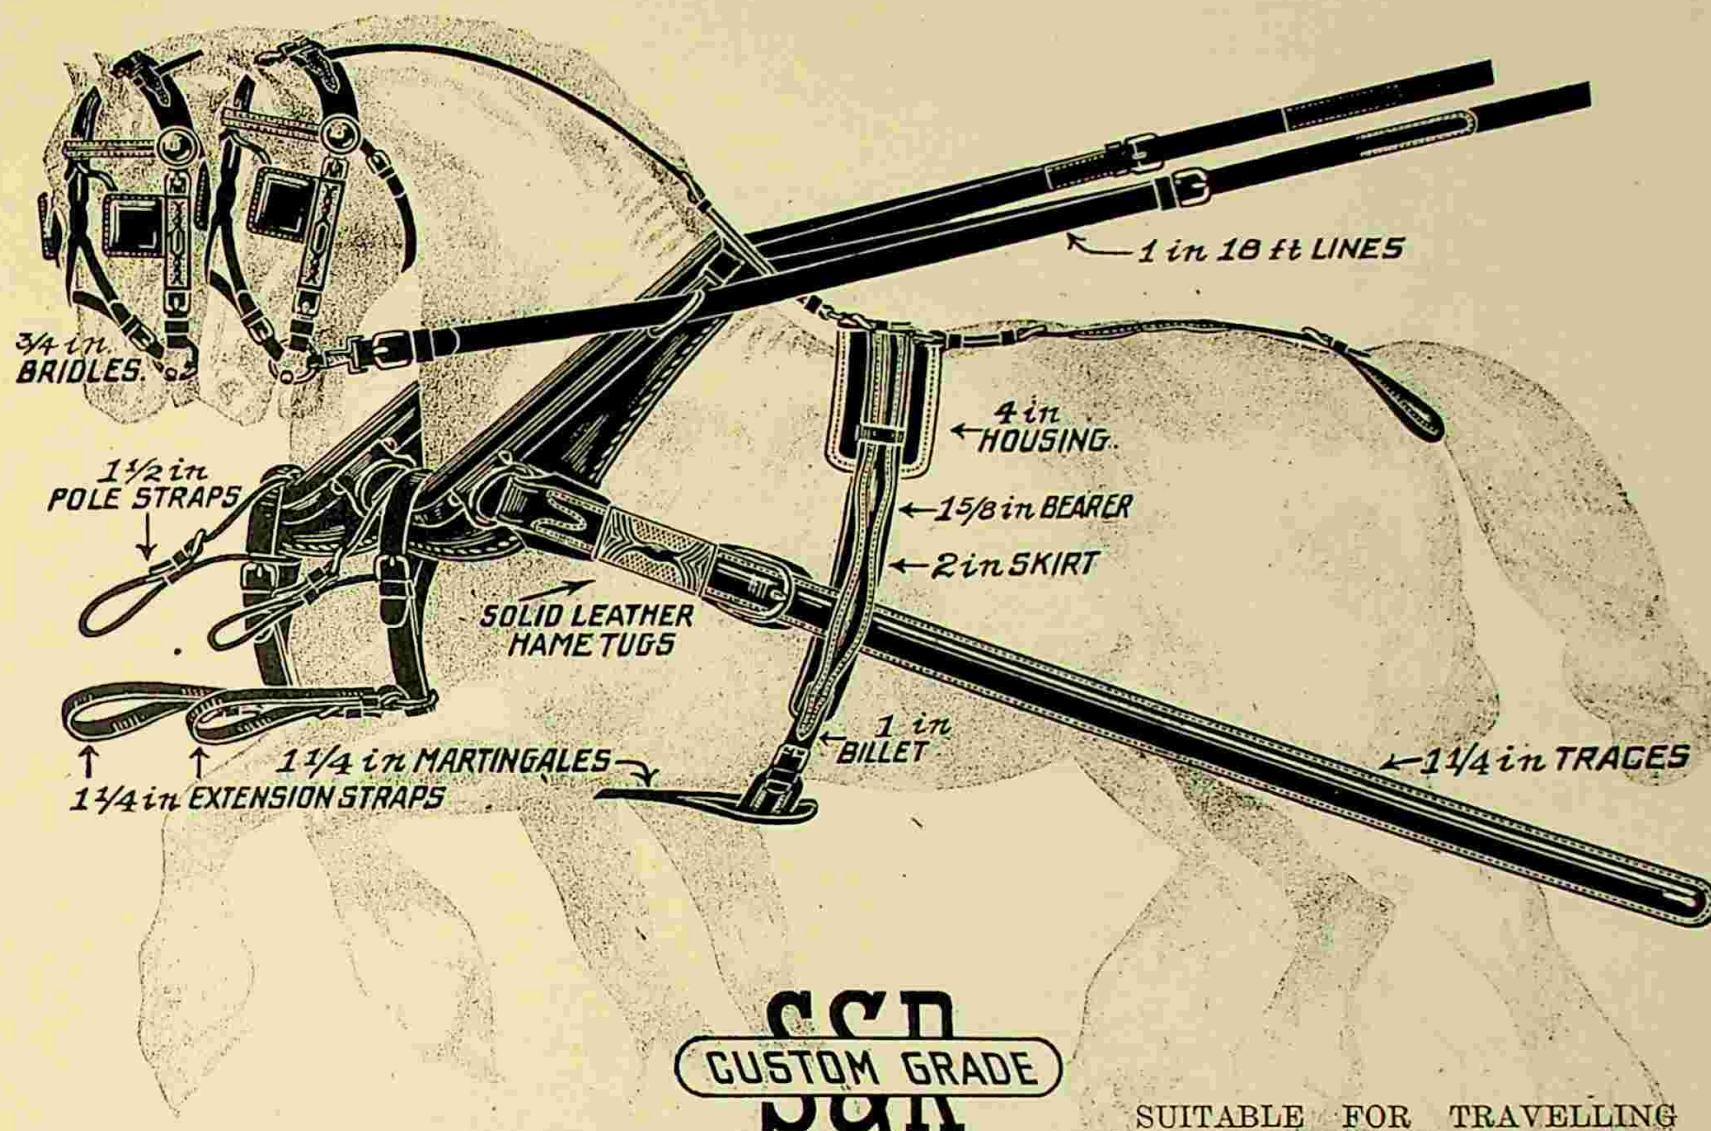 1 in 18 ft LINES
3/4 in.
BRIDLES.
4 in
HOUSING.
1 1/2 in
POLE STRAPS
1 5/8 in BEARER
2 in SKIRT
SOLID LEATHER
HAME TUGS
1 in
BILLET
1 1/4 in MARTINGALES
1 1/4 in TRACES
1 1/4 in EXTENSION STRAPS
S&R
CUSTOM GRADE
SUITABLE FOR TRAVELLING